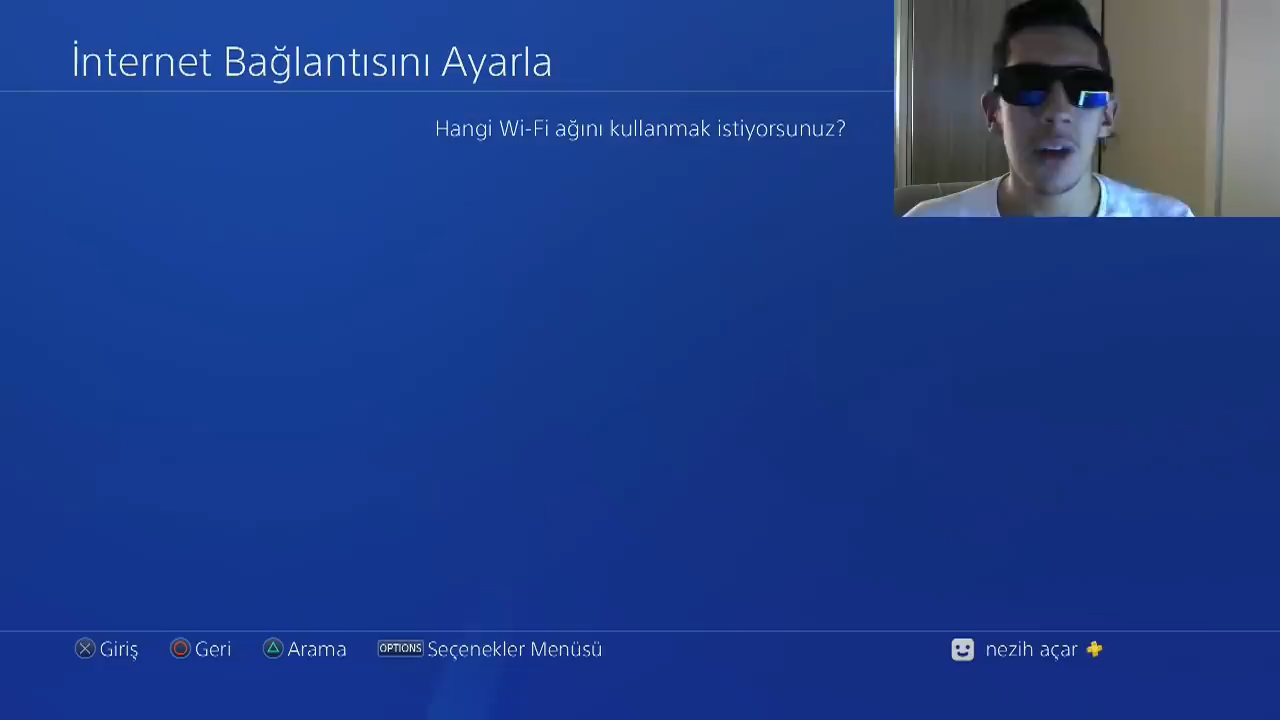 İnternet Bağlantısını Ayarla
Hangi Wi-Fi ağını kullanmak istiyorsunuz?
Giriş Geri Arama OPTIONS Seçenekler Menüsü nezih açar